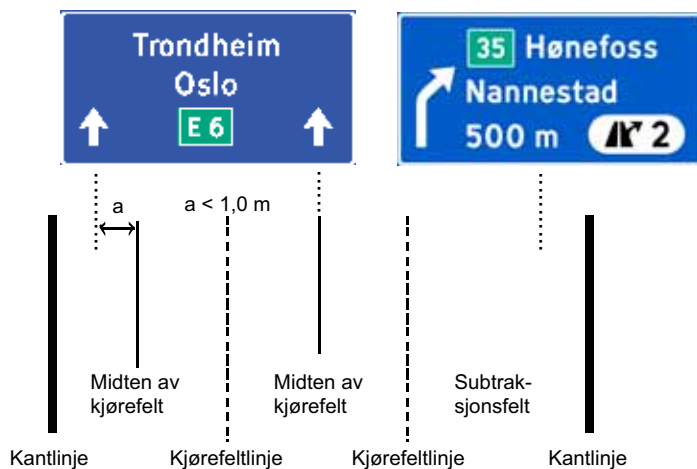 Trondheim
Oslo
E 6
35 Hønefoss
Nannestad
500 m 2
a
a < 1,0 m
Midten av
kjørefelt
Midten av
kjørefelt
Subtrak-
sjonsfelt
Kantlinje
Kjørefeltlinje
Kjørefeltlinje
Kantlinje